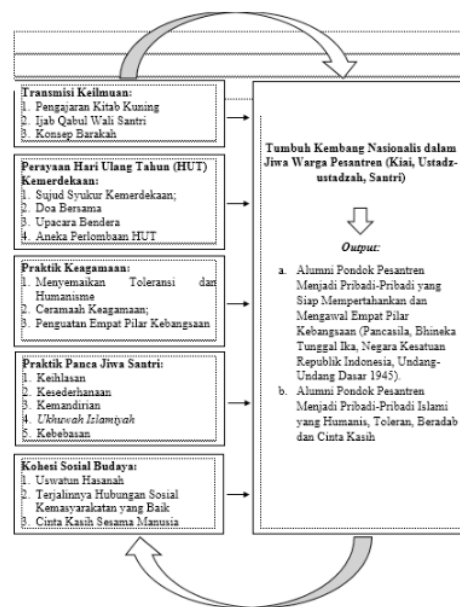 Transmisi Keilmuan:
1. Pengajaran Kitab Kuning
2. Ijab Qabul Wali Santri
3. Konsep Barakah
Perayaan Hari Ulang Tahun (HUT)
Kemerdekaan:
1. Sujud Syukur Kemerdekaan;
2. Doa Bersama
3. Upacara Bendera
4. Aneka Perlombaan HUT
Praktik Keagamaan:
1. Menyemaikan Toleransi dan
Humanisme
2. Ceramaah Keagamaan;
3. Penguatan Empat Pilar Kebangsaan
Praktik Panca Jiwa Santri:
1. Keihlasan
2. Kesederhanaan
3. Kemandirian
4. Ukhuwah Islamiyah
5. Kebebasan
Kohesi Sosial Budaya:
1. Uswatun Hasanah
2. Terjalinnya Hubungan Sosial
Kemasyarakatan yang Baik
3. Cinta Kasih Sesama Manusia
Tumbuh Kembang Nasionalis dalam
Jiwa Warga Pesantren (Kiai, Ustadz-
ustadzah, Santri)
Output:
a. Alumni Pondok Pesantren
Menjadi Pribadi-Pribadi yang
Siap Mempertahankan dan
Mengawal Empat Pilar
Kebangsaan (Pancasila, Bhineka
Tunggal Ika, Negara Kesatuan
Republik Indonesia, Undang-
Undang Dasar 1945).
b. Alumni Pondok Pesantren
Menjadi Pribadi-Pribadi Islami
yang Humanis, Toleran, Beradab
dan Cinta Kasih